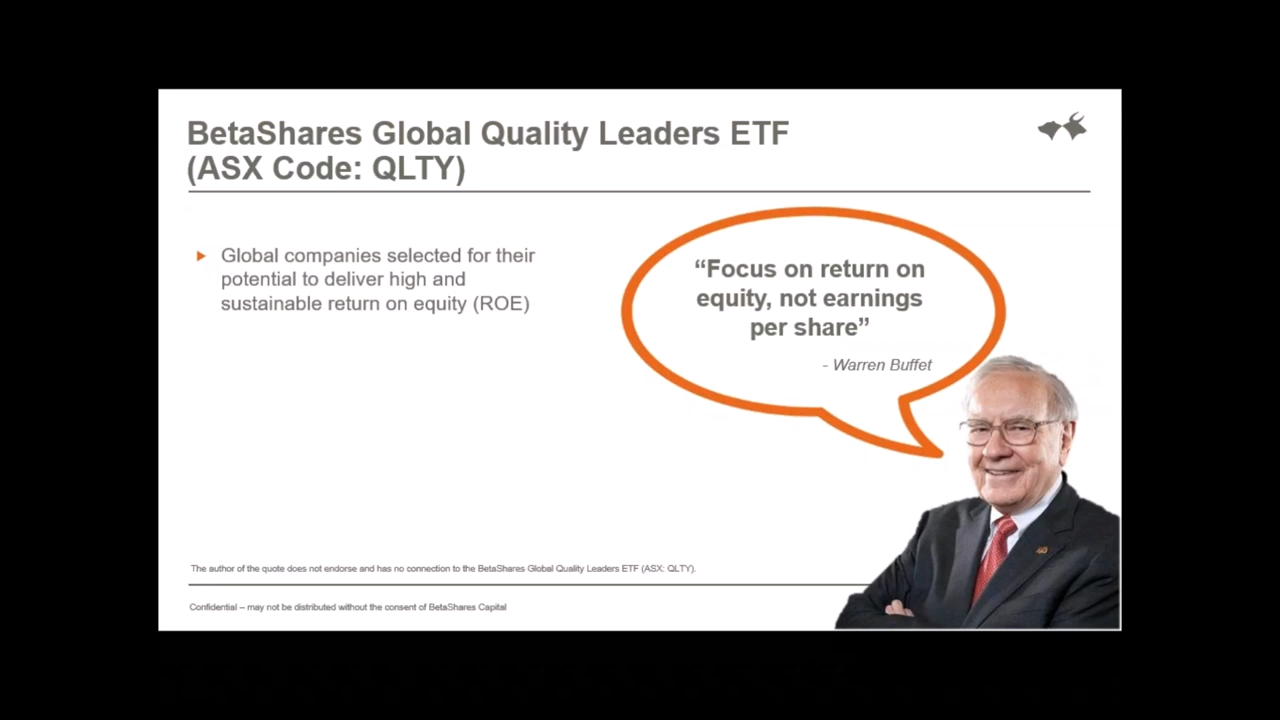 BetaShares Global Quality Leaders ETF
(ASX Code: QLTY)
Global companies selected for their
potential to deliver high and
sustainable return on equity (ROE)
“Focus on return on
equity, not earnings
per share”
- Warren Buffet
The author of the quote does not endorse and has no connection to the BetaShares Global Quality Leaders ETF (ASX: QLTY).
Confidential – may not be distributed without the consent of BetaShares Capital